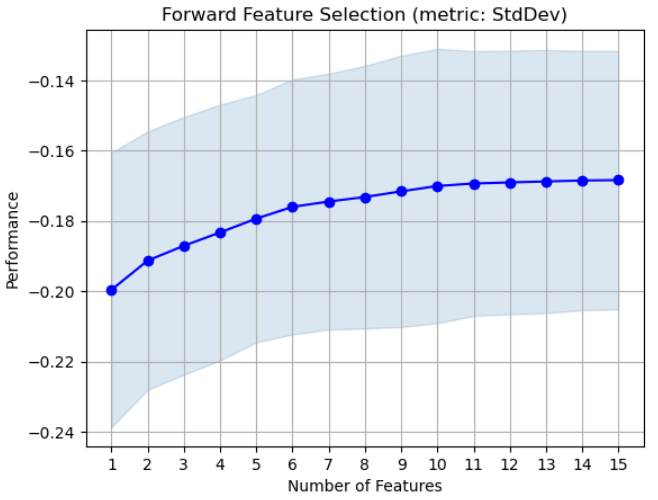 Forward Feature Selection (metric: StdDev)
Performance
−0.14
−0.16
−0.18
−0.20
−0.22
−0.24
1 2 3 4 5 6 7 8 9 10 11 12 13 14 15
Number of Features